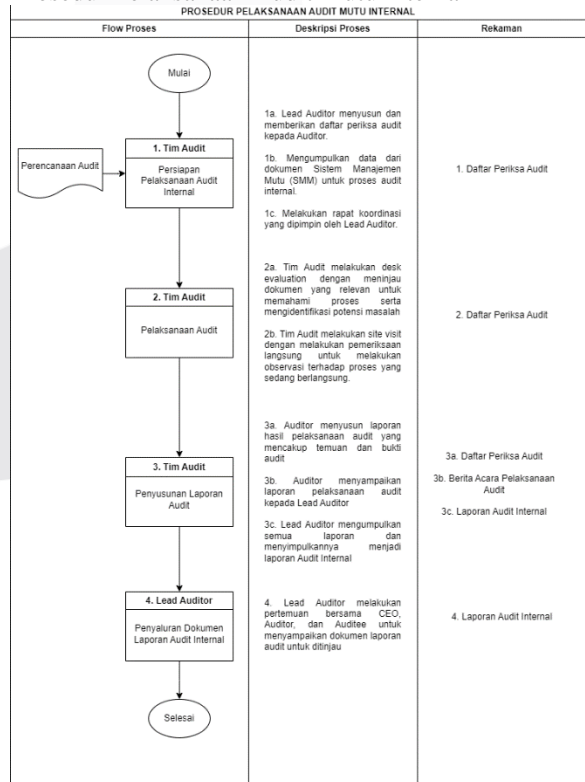 PROSEDUR PELAKSANAAN AUDIT MUTU INTERNAL
Flow Proses
Deskripsi Proses
Rekaman
Mulai
Perencanaan Audit
1. Tim Audit
Persiapan
Pelaksanaan Audit
Internal
1a. Lead Auditor menyusun dan
memberikan daftar periksa audit
kepada Auditor.
1b. Mengumpulkan data dari
dokumen Sistem Manajemen
Mutu (SMM) untuk proses audit
internal.
1c. Melakukan rapat koordinasi
yang dipimpin oleh Lead Auditor.
1. Daftar Periksa Audit
2. Tim Audit
Pelaksanaan Audit
2a. Tim Audit melakukan desk
evaluation dengan meninjau
dokumen yang relevan untuk
memahami proses serta
mengidentifikasi potensi masalah
2b. Tim Audit melakukan site visit
dengan melakukan pemeriksaan
langsung untuk melakukan
observasi terhadap proses yang
sedang berlangsung.
2. Daftar Periksa Audit
3. Tim Audit
Penyusunan Laporan
Audit
3a. Auditor menyusun laporan
hasil pelaksanaan audit yang
mencakup temuan dan bukti
audit
3b. Auditor menyampaikan
laporan pelaksanaan audit
kepada Lead Auditor
3c. Lead Auditor mengumpulkan
semua laporan dan
menyimpulkannya menjadi
laporan Audit Internal
3a. Daftar Periksa Audit
3b. Berita Acara Pelaksanaan
Audit
3c. Laporan Audit Internal
4. Lead Auditor
Penyaluran Dokumen
Laporan Audit Internal
4. Lead Auditor melakukan
pertemuan bersama CEO,
Auditor, dan Auditee untuk
menyampaikan dokumen laporan
audit untuk ditinjau
4. Laporan Audit Internal
Selesai